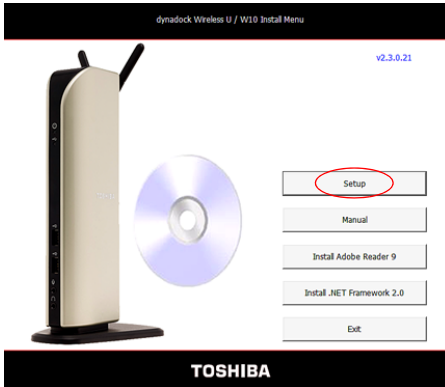 dynadock Wireless U / W10 Install Menu
v2.3.0.21
Setup
Manual
Install Adobe Reader 9
Install .NET Framework 2.0
Exit
TOSHIBA